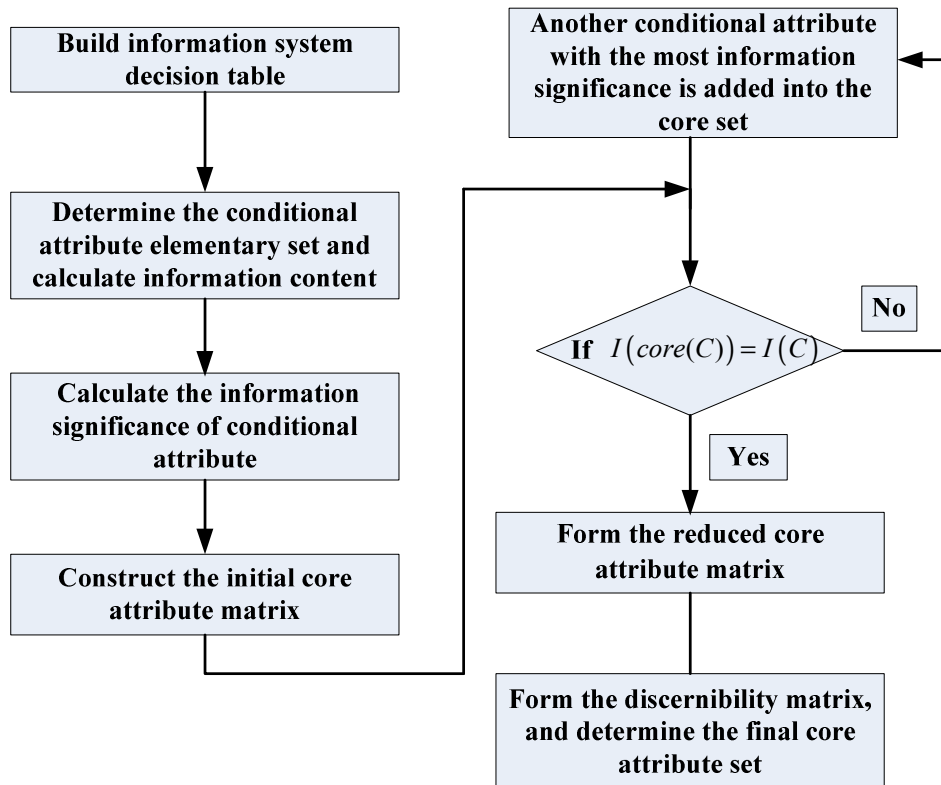 Build information system
decision table
Determine the conditional
attribute elementary set and
calculate information content
Calculate the information
significance of conditional
attribute
Construct the initial core
attribute matrix
Another conditional attribute
with the most information
significance is added into the
core set
If I(core(C)) = I(C)
No
Yes
Form the reduced core
attribute matrix
Form the discernibility matrix,
and determine the final core
attribute set